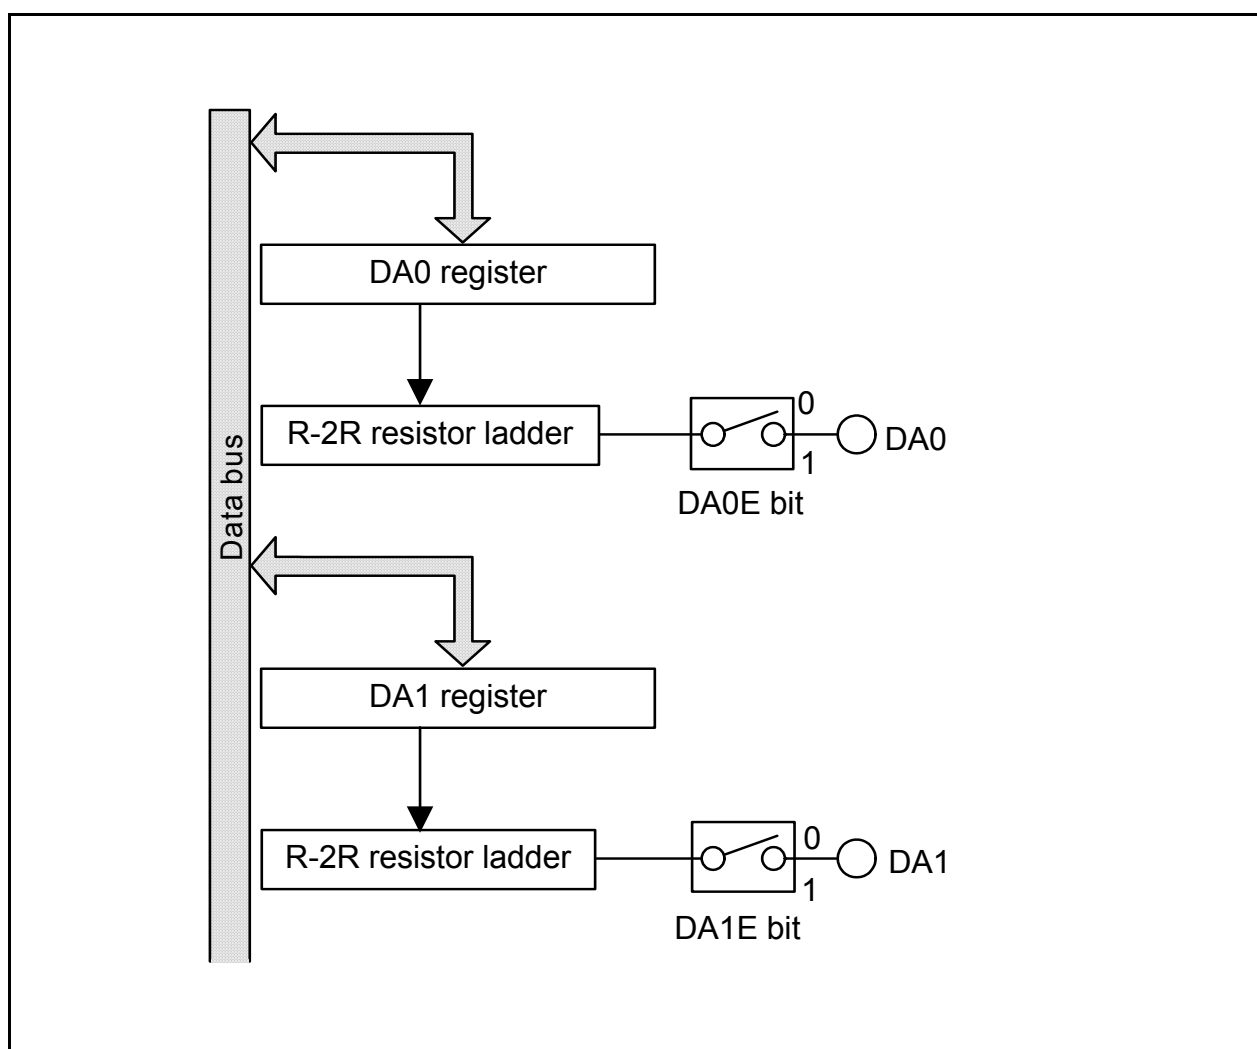 Data bus
DA0 register
R-2R resistor ladder
0
1
DA0
DA0E bit
DA1 register
R-2R resistor ladder
0
1
DA1
DA1E bit